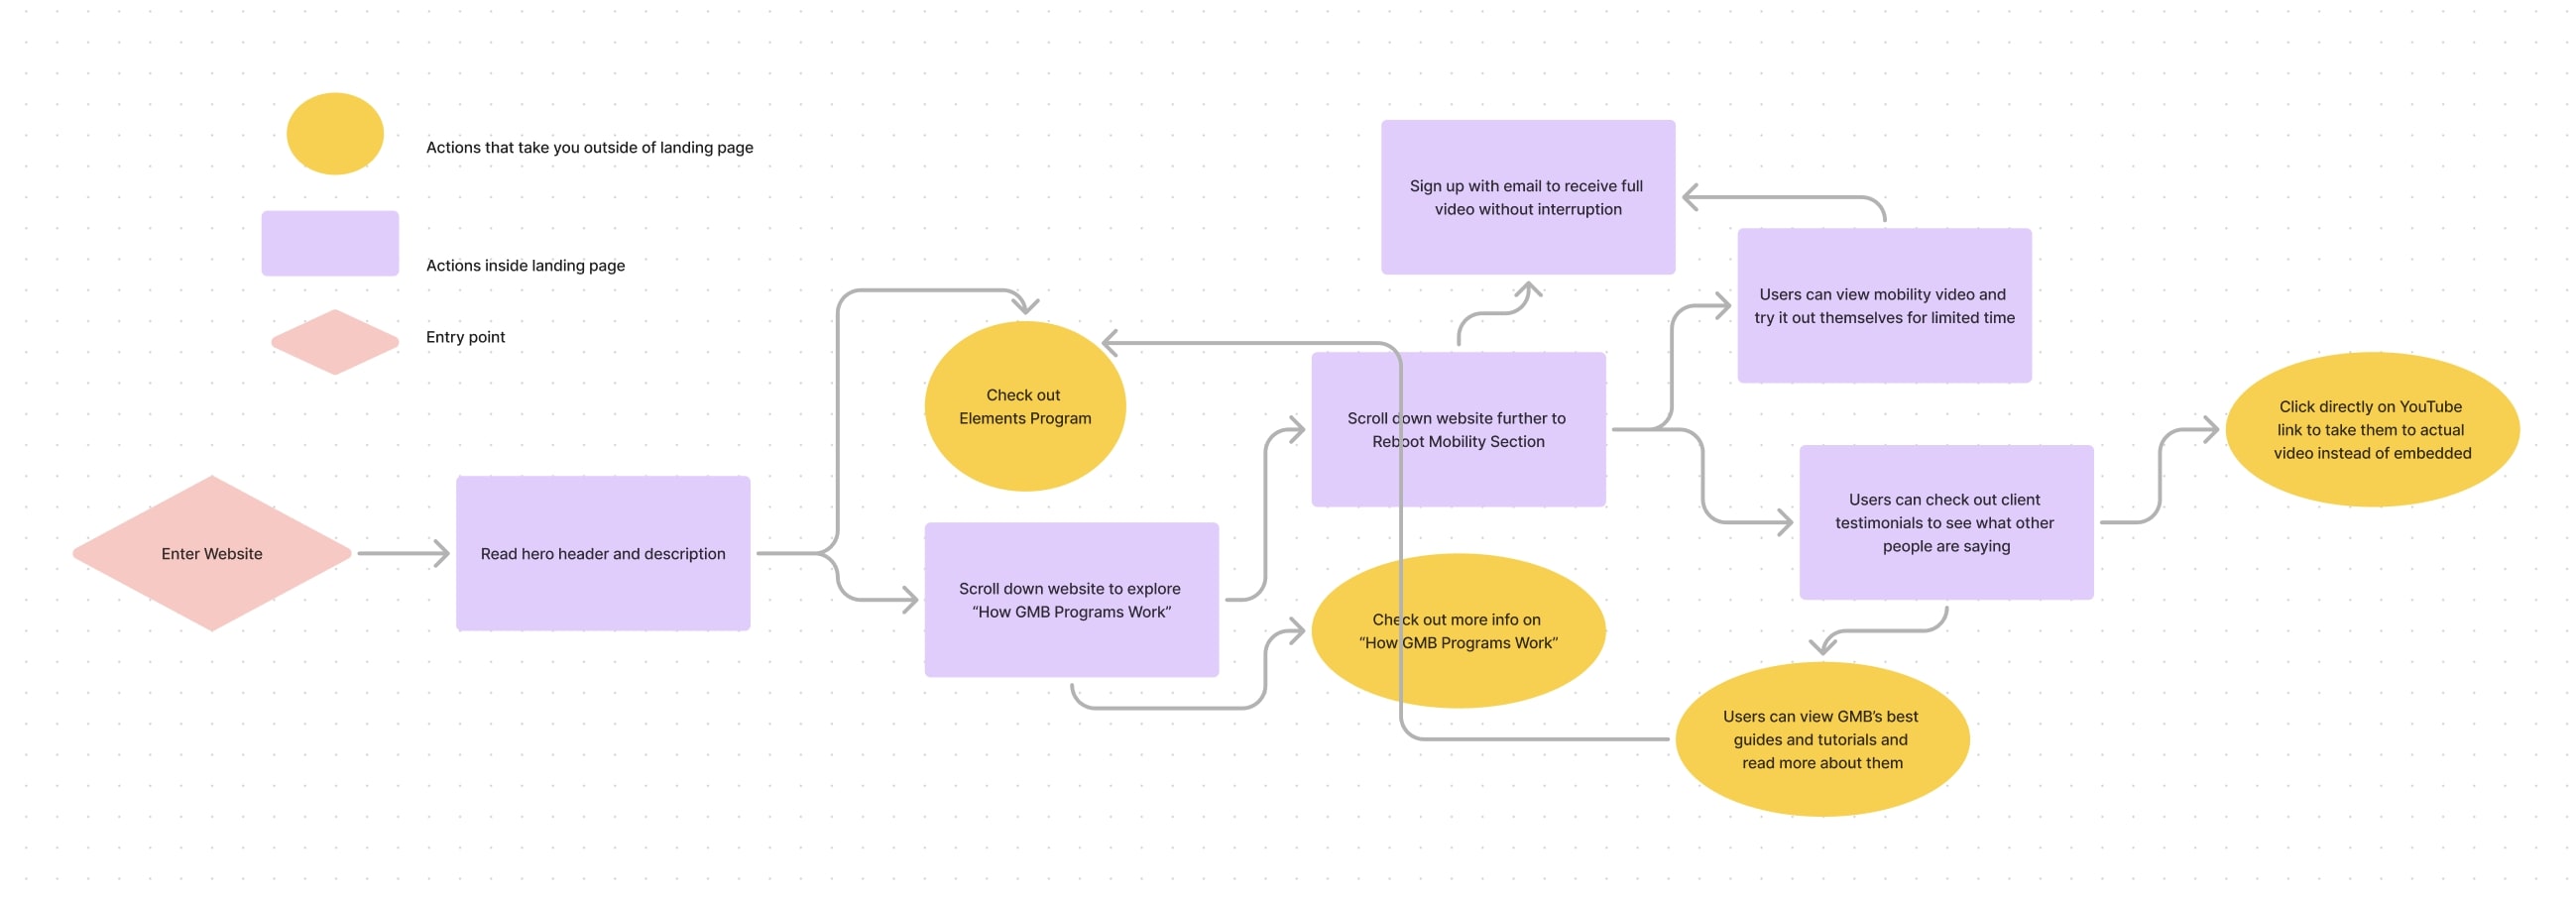 Actions that take you outside of landing page
Actions inside landing page
Entry point
Enter Website
Read hero header and description
Check out
Elements Program
Scroll down website to explore
“How GMB Programs Work”
Scroll down website further to
Reboot Mobility Section
Check out more info on
“How GMB Programs Work”
Sign up with email to receive full
video without interruption
Users can view mobility video and
try it out themselves for limited time
Users can check out client
testimonials to see what other
people are saying
Users can view GMB’s best
guides and tutorials and
read more about them
Click directly on YouTube
link to take them to actual
video instead of embedded